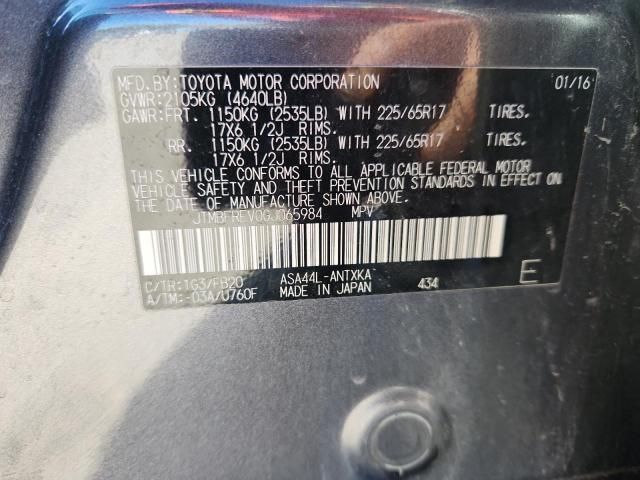 MFD.BY:TOYOTA MOTOR CORPORATION 01/16
GVWR:2105KG (4640LB)
GAWR:FRT. 1150KG (2535LB) WITH 225/65R17 TIRES.
17X6 1/2J RIMS.
RR. 1150KG (2535LB) WITH 225/65R17 TIRES.
17X6 1/2J RIMS.
THIS VEHICLE CONFORMS TO ALL APPLICABLE FEDERAL MOTOR
VEHICLE SAFETY AND THEFT PREVENTION STANDARDS IN EFFECT ON
THE DATE OF MANUFACTURE SHOWN ABOVE.
JTMBFREV0GJ065984 MPV
C/TR:1G3/FB20 ASA44L-ANTXKA
A/TM:-03A/U760F MADE IN JAPAN 434 E